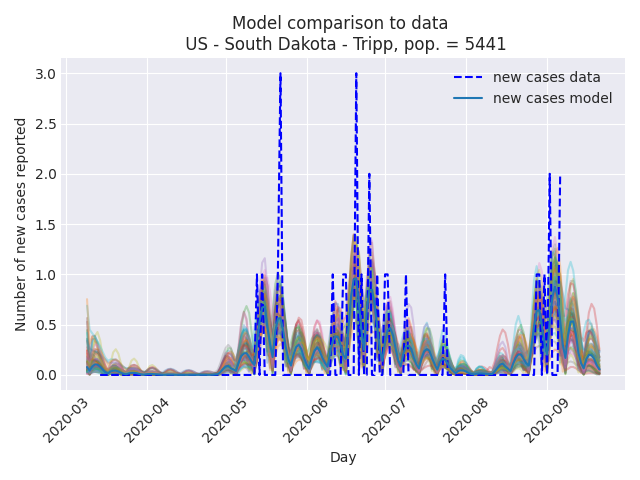 Model comparison to data
US - South Dakota - Tripp, pop. = 5441
new cases data
new cases model
Number of new cases reported
3.0
2.5
2.0
1.5
1.0
0.5
0.0
2020-03
2020-04
2020-05
2020-06
2020-07
2020-08
2020-09
Day